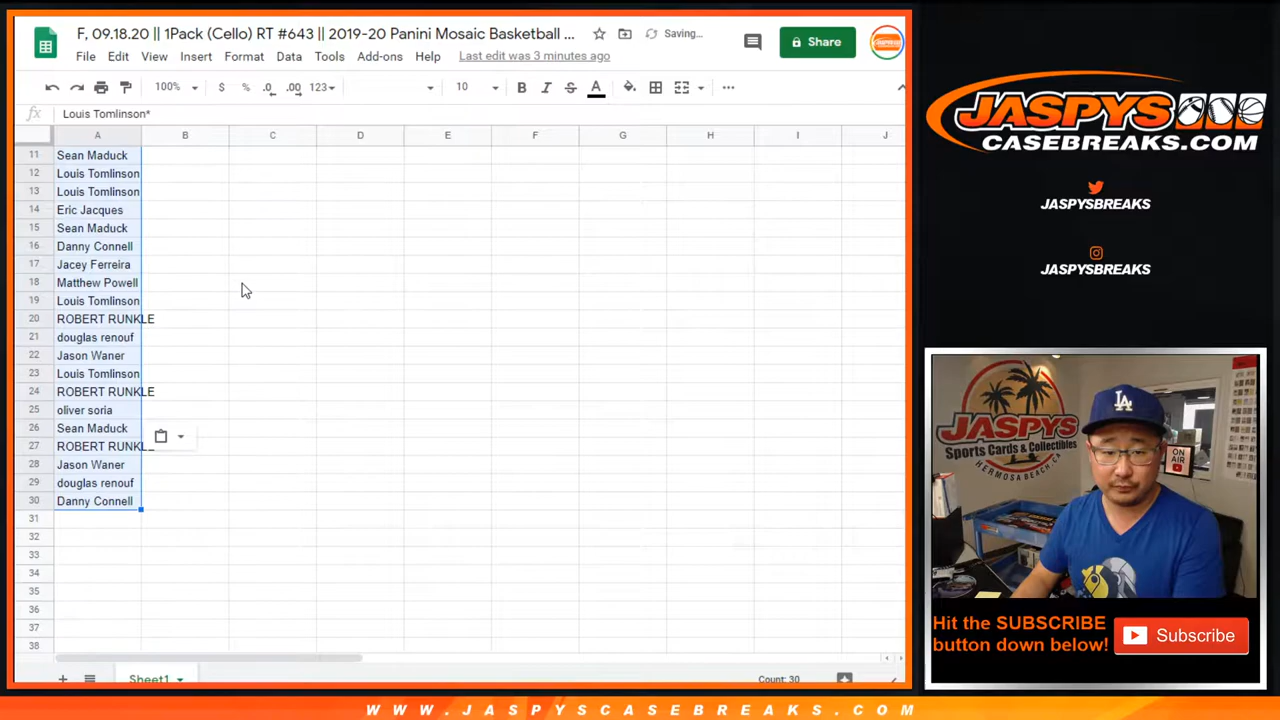 F, 09.18.20 || 1Pack (Cello) RT #643 || 2019-20 Panini Mosaic Basketball ...
Saving...
Share
File Edit View Insert Format Data Tools Add-ons Help Last edit was 3 minutes ago
100% $ % .0 .00 123 10 B I S A ...
fx Louis Tomlinson*
A B C D E F G H I J
11 Sean Maduck
12 Louis Tomlinson
13 Louis Tomlinson
14 Eric Jacques
15 Sean Maduck
16 Danny Connell
17 Jacey Ferreira
18 Matthew Powell
19 Louis Tomlinson
20 ROBERT RUNKLE
21 douglas renouf
22 Jason Waner
23 Louis Tomlinson
24 ROBERT RUNKLE
25 oliver soria
26 Sean Maduck
27 ROBERT RUNKLE
28 Jason Waner
29 douglas renouf
30 Danny Connell
31
32
33
34
35
36
37
38
Sheet1
Count: 30
JASPYS
CASEBREAKS.COM
JASPYSBREAKS
JASPYSBREAKS
JASPYS
Sports Cards & Collectibles
HERMOSA BEACH, CA
LA
ON AIR
Hit the SUBSCRIBE
button down below!
Subscribe
WWW.JASPYSCASEBREAKS.COM